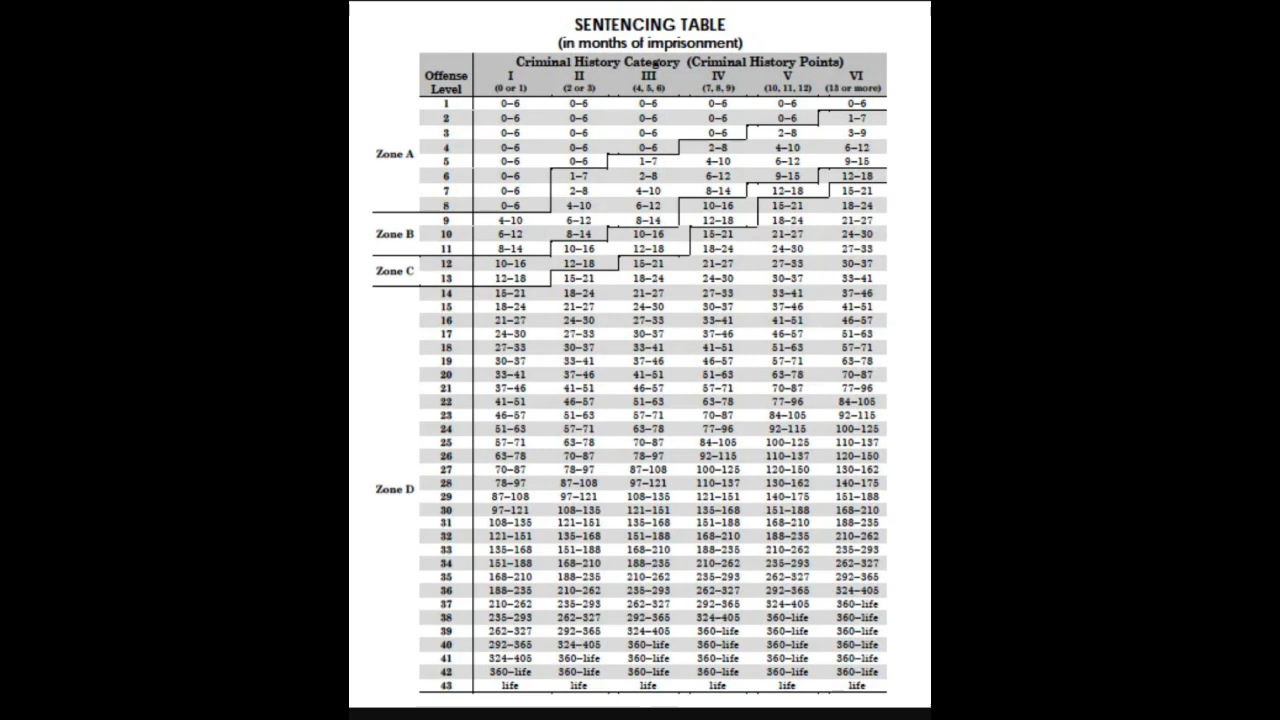 SENTENCING TABLE
(in months of imprisonment)
Criminal History Category (Criminal History Points)
Offense I II III IV V VI
Level (0 or 1) (2 or 3) (4, 5, 6) (7, 8, 9) (10, 11, 12) (13 or more)
1 0–6 0–6 0–6 0–6 0–6 0–6
2 0–6 0–6 0–6 0–6 0–6 1–7
3 0–6 0–6 0–6 0–6 2–8 3–9
Zone A 4 0–6 0–6 0–6 2–8 4–10 6–12
5 0–6 0–6 1–7 4–10 6–12 9–15
6 0–6 1–7 2–8 6–12 9–15 12–18
7 0–6 2–8 4–10 8–14 12–18 15–21
8 0–6 4–10 6–12 10–16 15–21 18–24
9 4–10 6–12 8–14 12–18 18–24 21–27
Zone B 10 6–12 8–14 10–16 15–21 21–27 24–30
11 8–14 10–16 12–18 18–24 24–30 27–33
Zone C 12 10–16 12–18 15–21 21–27 27–33 30–37
13 12–18 15–21 18–24 24–30 30–37 33–41
14 15–21 18–24 21–27 27–33 33–41 37–46
15 18–24 21–27 24–30 30–37 37–46 41–51
16 21–27 24–30 27–33 33–41 41–51 46–57
17 24–30 27–33 30–37 37–46 46–57 51–63
18 27–33 30–37 33–41 41–51 51–63 57–71
19 30–37 33–41 37–46 46–57 57–71 63–78
20 33–41 37–46 41–51 51–63 63–78 70–87
21 37–46 41–51 46–57 57–71 70–87 77–96
22 41–51 46–57 51–63 63–78 77–96 84–105
23 46–57 51–63 57–71 70–87 84–105 92–115
24 51–63 57–71 63–78 77–96 92–115 100–125
25 57–71 63–78 70–87 84–105 100–125 110–137
26 63–78 70–87 78–97 92–115 110–137 120–150
27 70–87 78–97 87–108 100–125 120–150 130–162
Zone D 28 78–97 87–108 97–121 110–137 130–162 140–175
29 87–108 97–121 108–135 121–151 140–175 151–188
30 97–121 108–135 121–151 135–168 151–188 168–210
31 108–135 121–151 135–168 151–188 168–210 188–235
32 121–151 135–168 151–188 168–210 188–235 210–262
33 135–168 151–188 168–210 188–235 210–262 235–293
34 151–188 168–210 188–235 210–262 235–293 262–327
35 168–210 188–235 210–262 235–293 262–327 292–365
36 188–235 210–262 235–293 262–327 292–365 324–405
37 210–262 235–293 262–327 292–365 324–405 360–life
38 235–293 262–327 292–365 324–405 360–life 360–life
39 262–327 292–365 324–405 360–life 360–life 360–life
40 292–365 324–405 360–life 360–life 360–life 360–life
41 324–405 360–life 360–life 360–life 360–life 360–life
42 360–life 360–life 360–life 360–life 360–life 360–life
43 life life life life life life